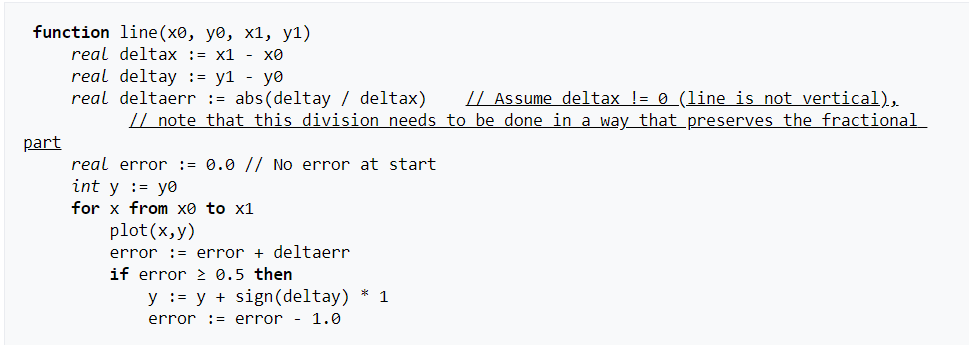 function line(x0, y0, x1, y1)
real deltax := x1 - x0
real deltay := y1 - y0
real deltaerr := abs(deltay / deltax)    // Assume deltax != 0 (line is not vertical),
// note that this division needs to be done in a way that preserves the fractional
part
real error := 0.0 // No error at start
int y := y0
for x from x0 to x1
plot(x,y)
error := error + deltaerr
if error ≥ 0.5 then
y := y + sign(deltay) * 1
error := error - 1.0